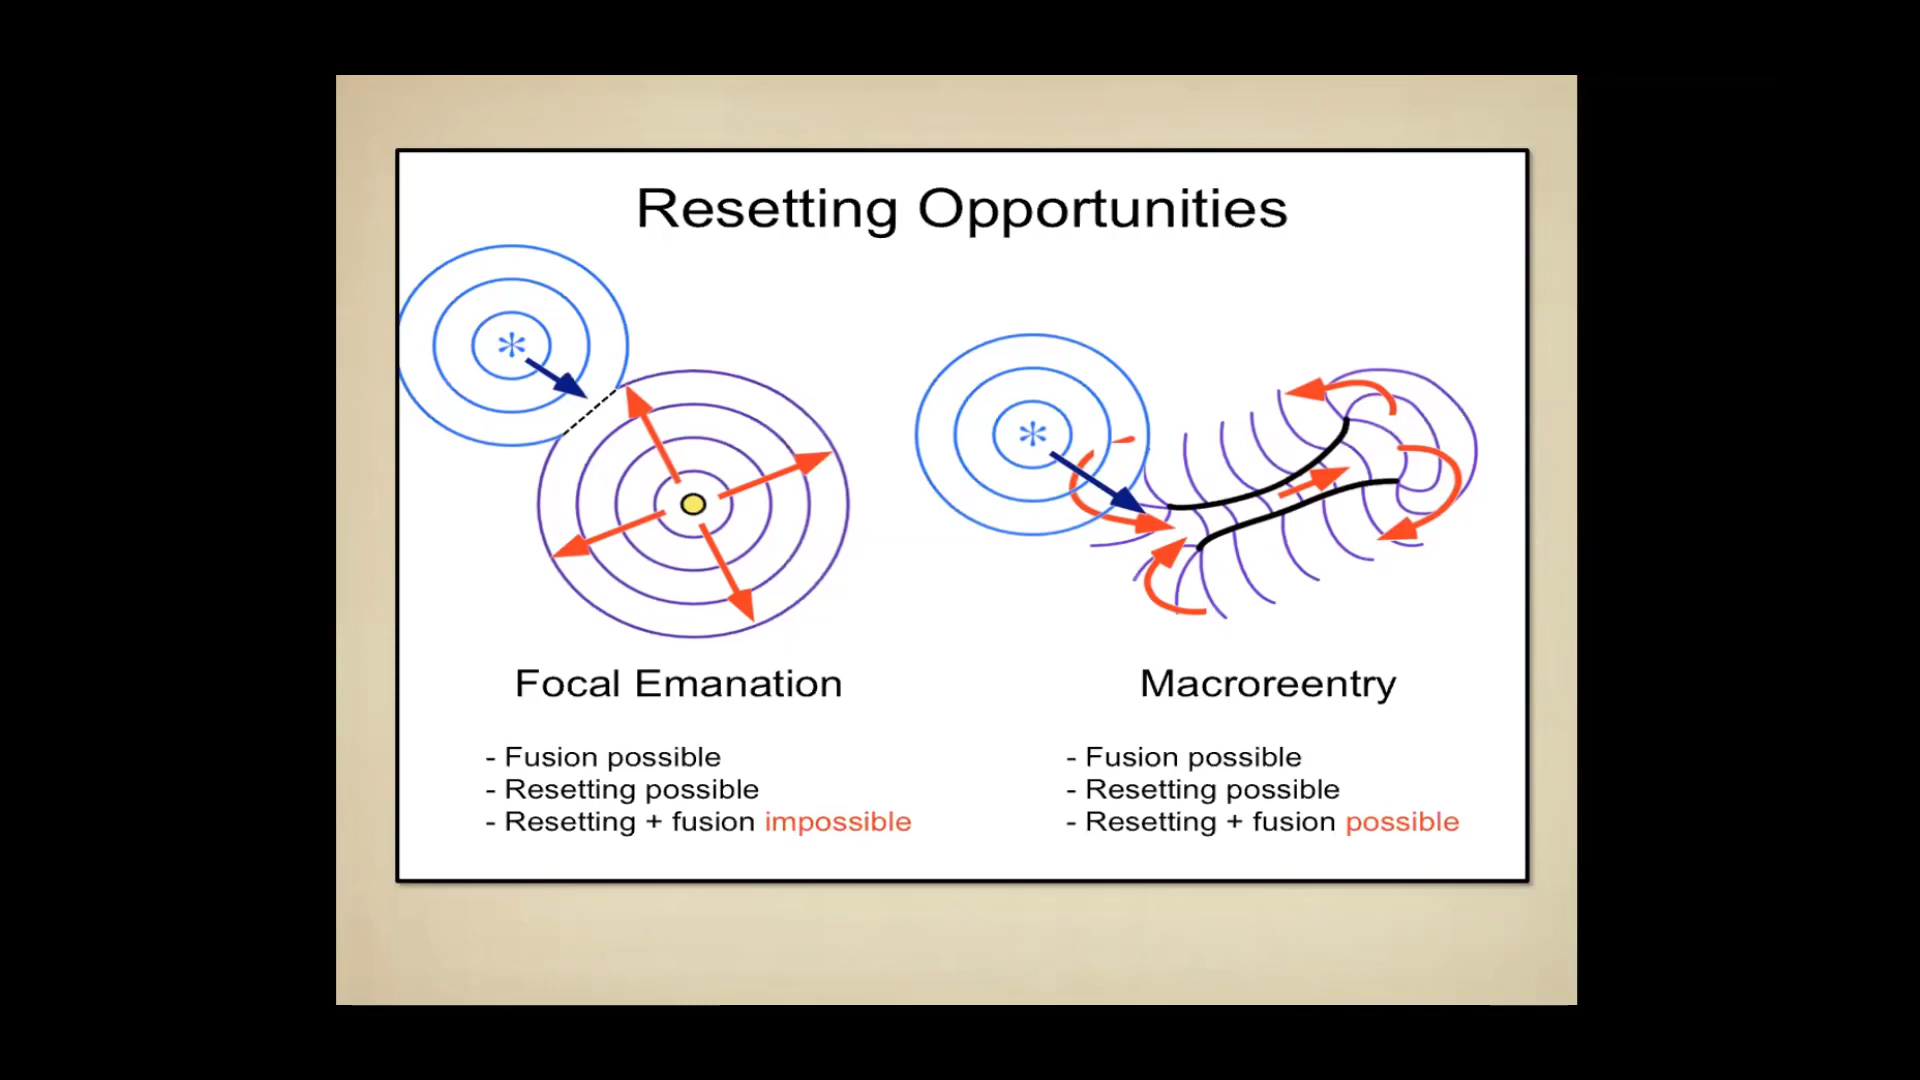 Resetting Opportunities
*
*
Focal Emanation
- Fusion possible
- Resetting possible
- Resetting + fusion impossible
Macroreentry
- Fusion possible
- Resetting possible
- Resetting + fusion possible